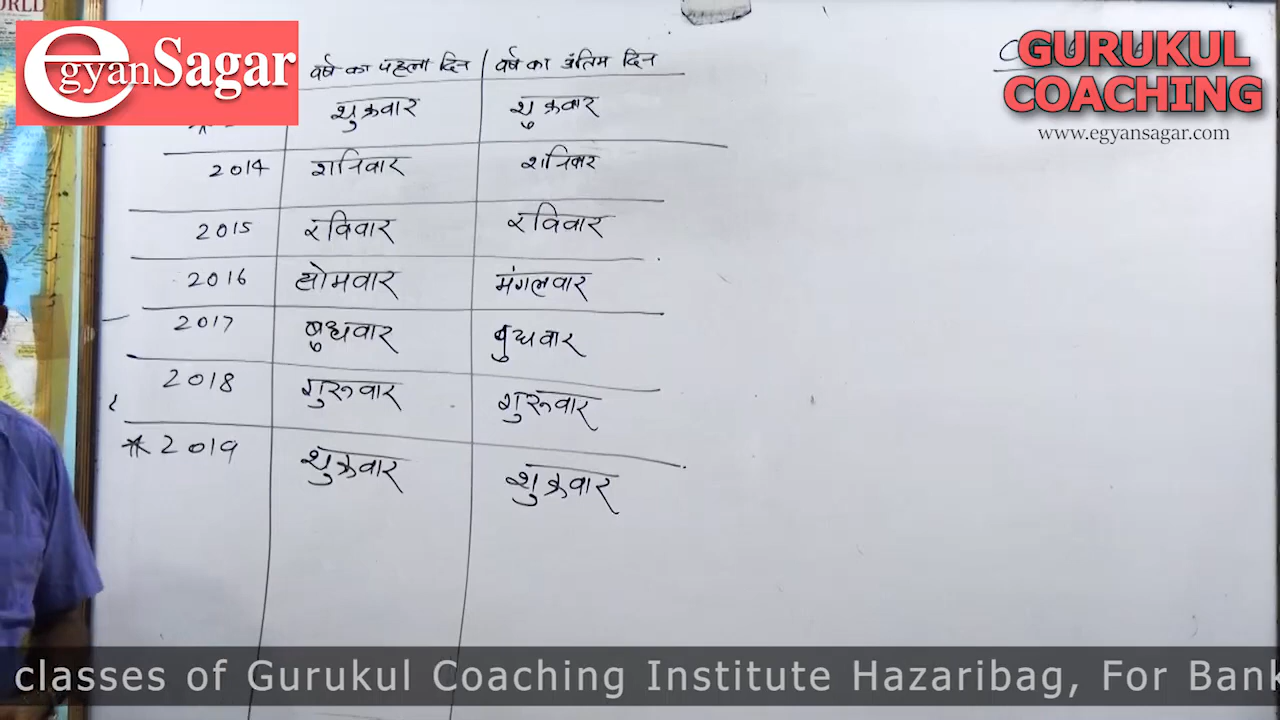 ORLD
egyanSagar
GURUKUL
COACHING
www.egyansagar.com
वर्ष का पहला दिन वर्ष का अंतिम दिन
शुक्रवार शुक्रवार
2014 शनिवार शनिवार
2015 रविवार रविवार
2016 सोमवार मंगलवार
2017 बुधवार बुधवार
2018 गुरुवार गुरुवार
*2019 शुक्रवार शुक्रवार
classes of Gurukul Coaching Institute Hazaribag, For Bank